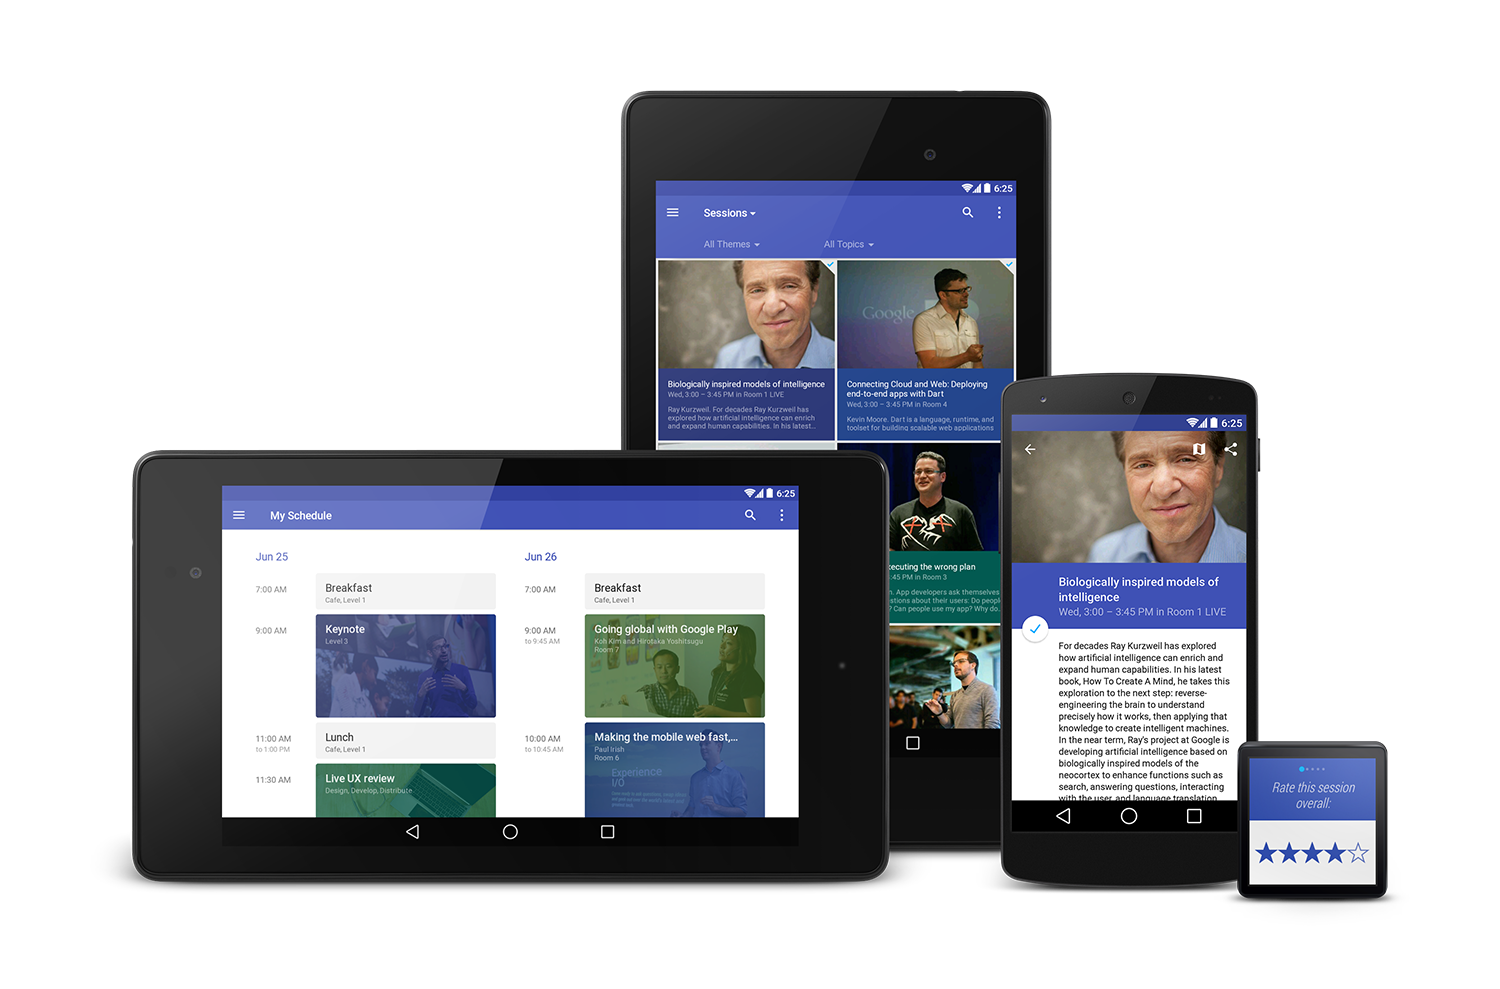 6:25
Sessions
All Themes
All Topics
Google
Biologically inspired models of intelligence
Wed, 3:00 – 3:45 PM in Room 1 LIVE
Ray Kurzweil. For decades Ray Kurzweil has
explored how artificial intelligence can enrich
and expand human capabilities. In his latest...
Connecting Cloud and Web: Deploying
end-to-end apps with Dart
Wed, 3:00 – 3:45 PM in Room 4
Kevin Moore. Dart is a language, runtime, and
toolset for building scalable web applications
xecuting the wrong plan
:45 PM in Room 3
n. App developers ask themselves
stions about their users: Do peopl
? Can people use my app? Why do.
6:25
My Schedule
Jun 25
7:00 AM
Breakfast
Cafe, Level 1
9:00 AM
Keynote
Level 3
11:00 AM
to 1:00 PM
Lunch
Cafe, Level 1
11:30 AM
Live UX review
Design, Develop, Distribute
Jun 26
7:00 AM
Breakfast
Cafe, Level 1
9:00 AM
to 9:45 AM
Going global with Google Play
Koh Kim and Hirotaka Yoshitsugu
Room 7
10:00 AM
to 10:45 AM
Making the mobile web fast,...
Paul Irish
Room 6
Experience
I/O
6:25
Biologically inspired models of
intelligence
Wed, 3:00 – 3:45 PM in Room 1 LIVE
For decades Ray Kurzweil has explored
how artificial intelligence can enrich and
expand human capabilities. In his latest
book, How To Create A Mind, he takes this
exploration to the next step: reverse-
engineering the brain to understand
precisely how it works, then applying that
knowledge to create intelligent machines.
In the near term, Ray's project at Google is
developing artificial intelligence based on
biologically inspired models of the
neocortex to enhance functions such as
search, answering questions, interacting
with the user, and language translation.
Rate this session
overall: